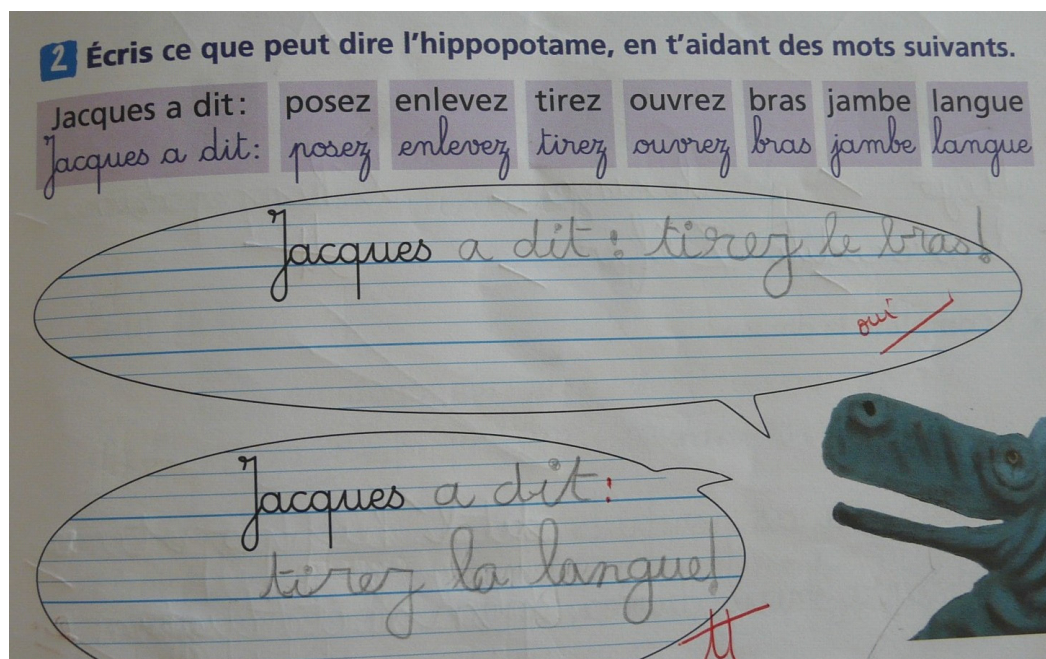 2 Écris ce que peut dire l'hippopotame, en t'aidant des mots suivants.
Jacques a dit : posez enlevez tirez ouvrez bras jambe langue
Jacques a dit : posez enlevez tirez ouvrez bras jambe langue
Jacques a dit : tirez le bras!
oui
Jacques a dit :
tirez la langue!